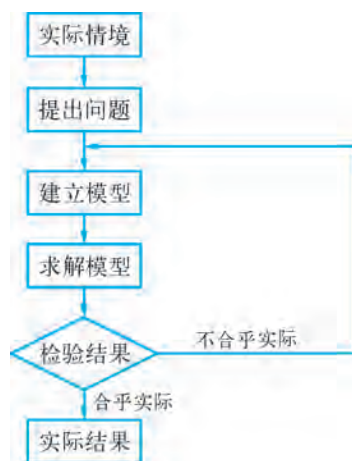 实际情境
提出问题
建立模型
求解模型
检验结果
不合乎实际
合乎实际
实际结果